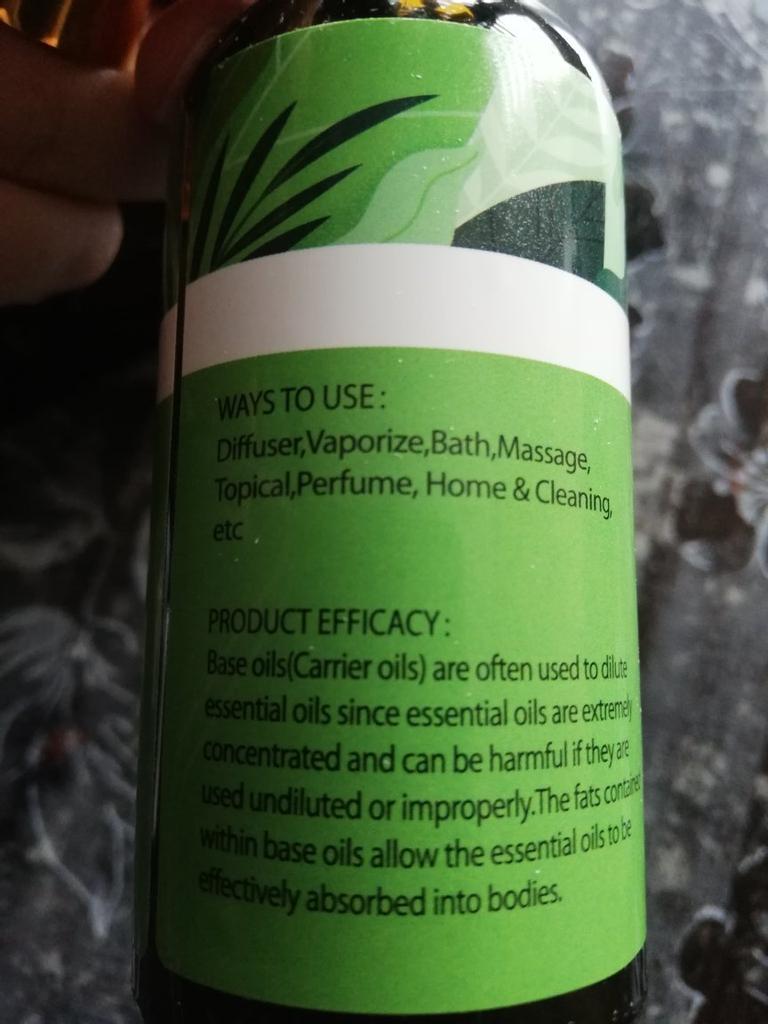 WAYS TO USE :
Diffuser,Vaporize,Bath,Massage,
Topical,Perfume, Home & Cleaning,
etc
PRODUCT EFFICACY :
Base oils(Carrier oils) are often used to dilute
essential oils since essential oils are extremely
concentrated and can be harmful if they are
used undiluted or improperly.The fats contained
within base oils allow the essential oils to be
effectively absorbed into bodies.